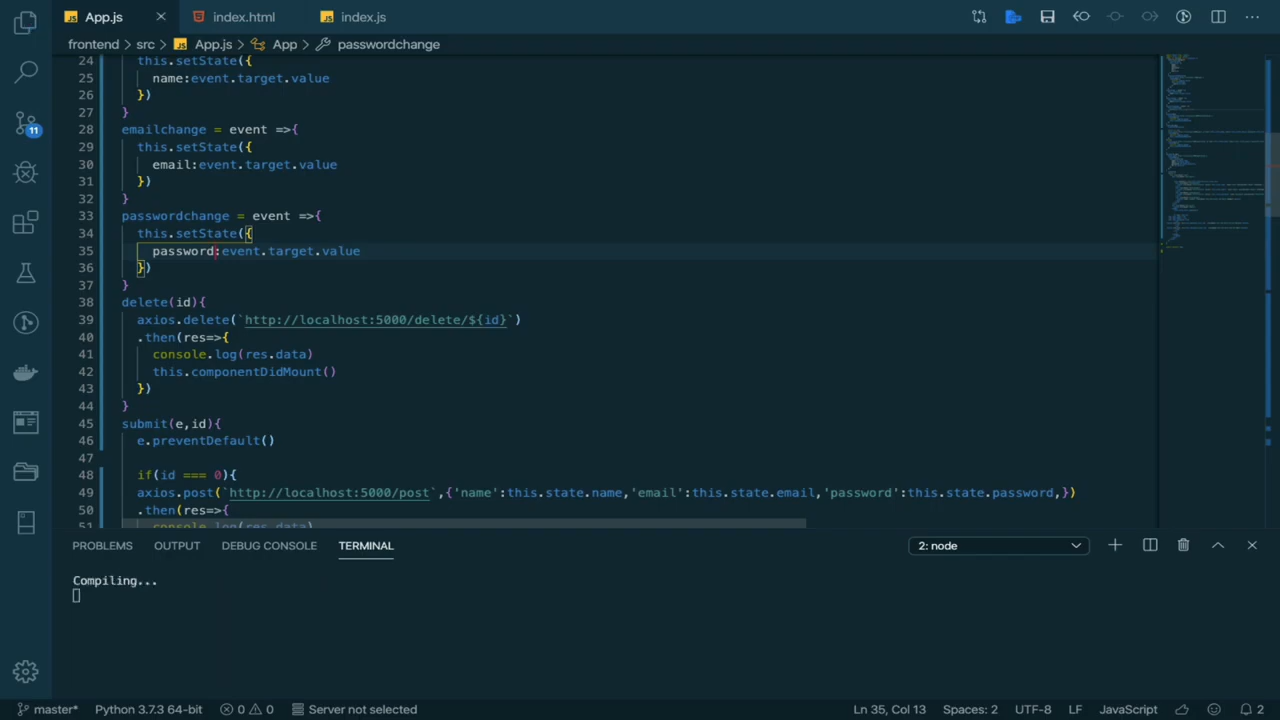 App.js
index.html
index.js
frontend > src > App.js > App > passwordchange
24 this.setState({
25 name:event.target.value
26 })
27 }
28 emailchange = event =>{
29 this.setState({
30 email:event.target.value
31 })
32 }
33 passwordchange = event =>{
34 this.setState({
35 password:event.target.value
36 })
37 }
38 delete(id){
39 axios.delete(`http://localhost:5000/delete/${id}`)
40 .then(res=>{
41 console.log(res.data)
42 this.componentDidMount()
43 })
44 }
45 submit(e,id){
46 e.preventDefault()
47
48 if(id === 0){
49 axios.post(`http://localhost:5000/post`,{'name':this.state.name,'email':this.state.email,'password':this.state.password,})
50 .then(res=>{
51 console.log(res.data)
11
PROBLEMS OUTPUT DEBUG CONSOLE TERMINAL 2: node
Compiling...
master* Python 3.7.3 64-bit 0 0 Server not selected Ln 35, Col 13 Spaces: 2 UTF-8 LF JavaScript 2